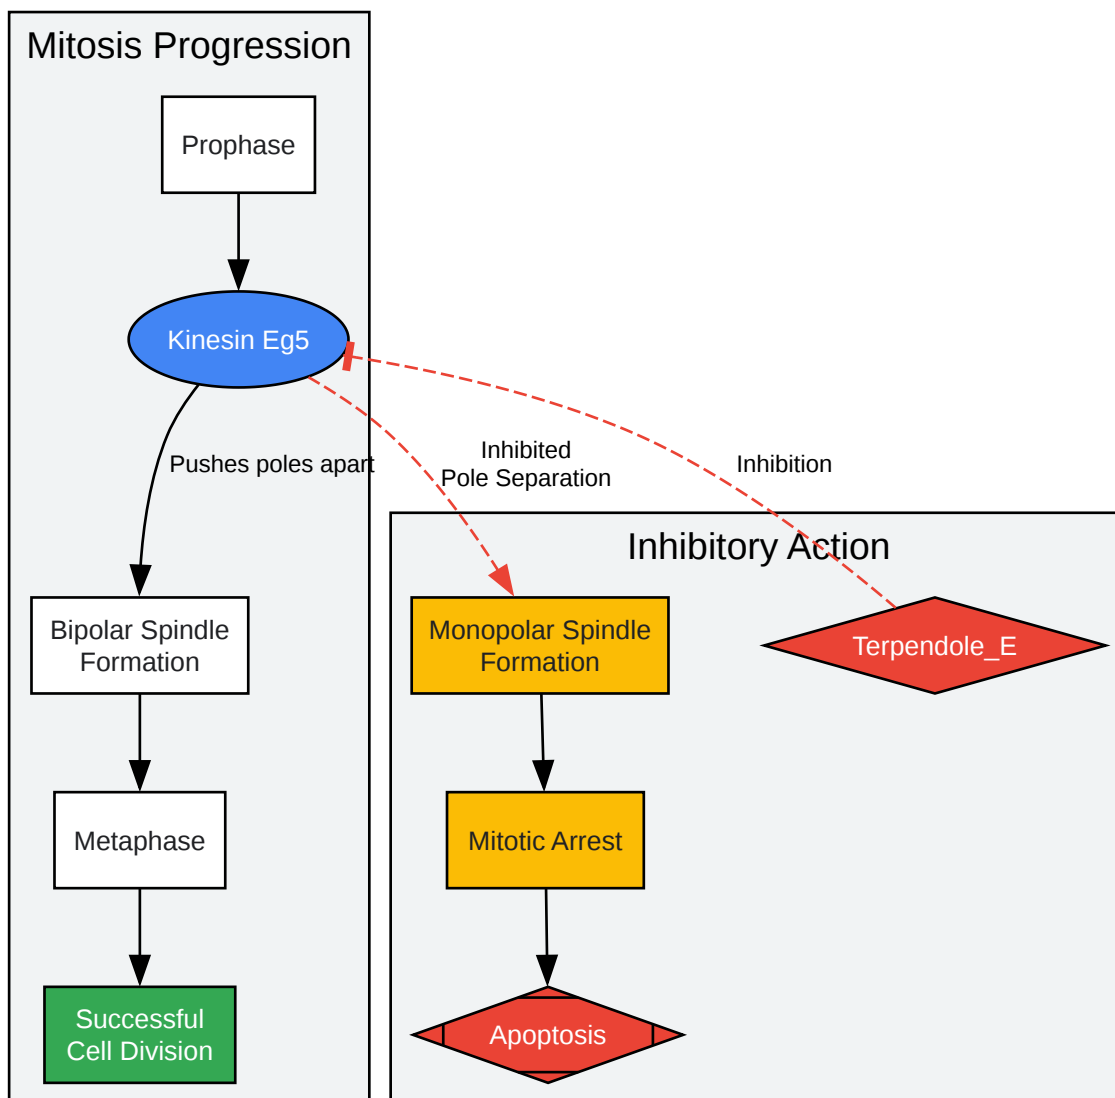 Mitosis Progression
Prophase
Kinesin Eg5
Pushes poles apart
Inhibited
Pole Separation
Inhibition
Bipolar Spindle
Formation
Metaphase
Successful
Cell Division
Inhibitory Action
Monopolar Spindle
Formation
Terpendole_E
Mitotic Arrest
Apoptosis